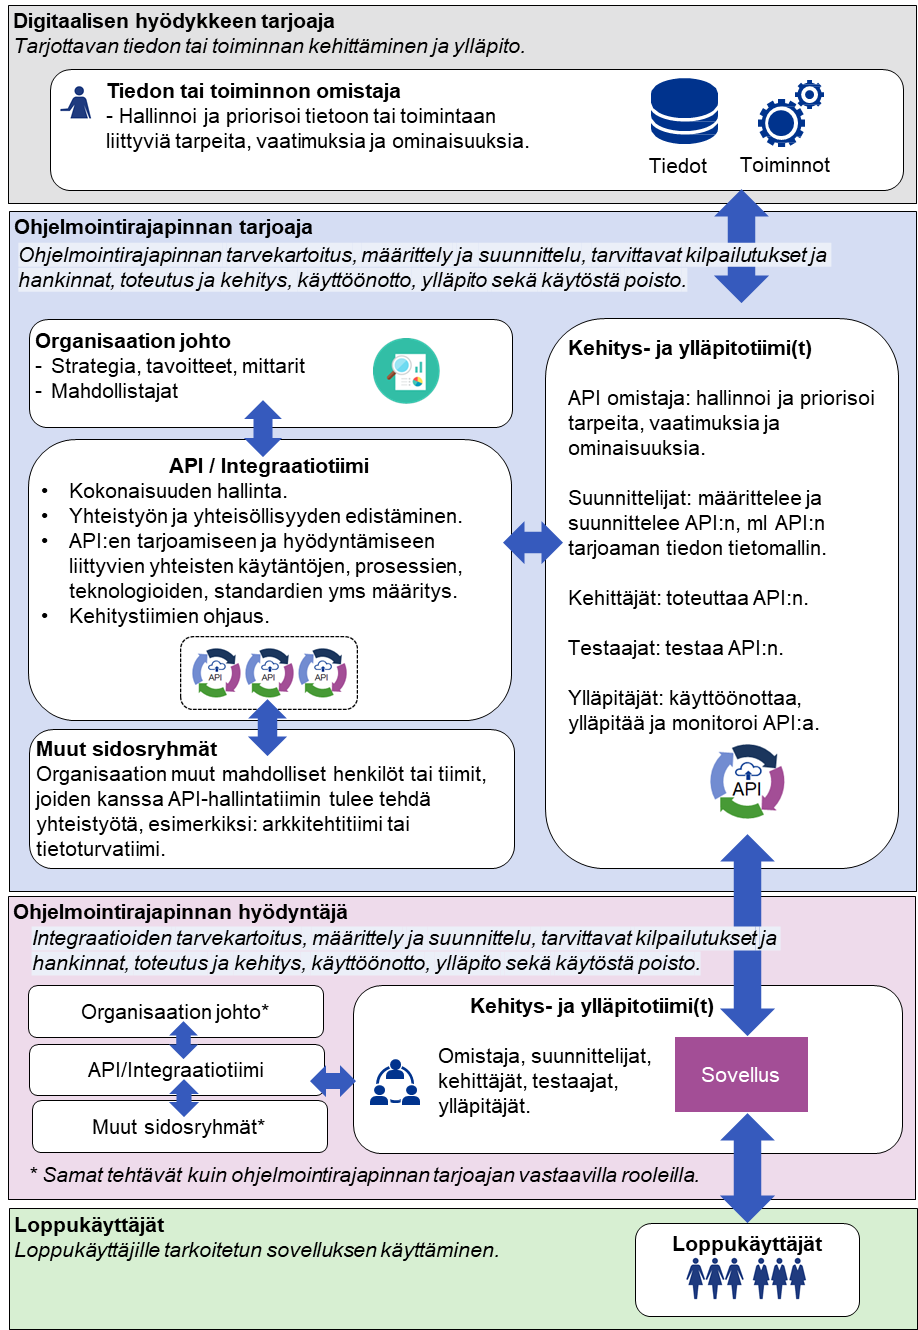 Digitaalisen hyödykkeen tarjoaja
Tarjottavan tiedon tai toiminnan kehittäminen ja ylläpito.
Tiedon tai toiminnon omistaja
- Hallinnoi ja priorisoi tietoon tai toimintaan
liittyviä tarpeita, vaatimuksia ja ominaisuuksia.
Tiedot
Toiminnot
Ohjelmointirajapinnan tarjoaja
Ohjelmointirajapinnan tarvekartoitus, määrittely ja suunnittelu, tarvittavat kilpailutukset ja
hankinnat, toteutus ja kehitys, käyttöönotto, ylläpito sekä käytöstä poisto.
Organisaation johto
- Strategia, tavoitteet, mittarit
- Mahdollistajat
API / Integraatiotiimi
• Kokonaisuuden hallinta.
• Yhteistyön ja yhteisöllisyyden edistäminen.
• API:en tarjoamiseen ja hyödyntämiseen
liittyvien yhteisten käytäntöjen, prosessien,
teknologioiden, standardien yms määritys.
• Kehitystiimien ohjaus.
API
API
API
Muut sidosryhmät
Organisaation muut mahdolliset henkilöt tai tiimit,
joiden kanssa API-hallintatiimin tulee tehdä
yhteistyötä, esimerkiksi: arkkitehtitiimi tai
tietoturvatiimi.
Kehitys- ja ylläpitotiimi(t)
API omistaja: hallinnoi ja priorisoi
tarpeita, vaatimuksia ja
ominaisuuksia.
Suunnittelijat: määrittelee ja
suunnittelee API:n, ml API:n
tarjoaman tiedon tietomallin.
Kehittäjät: toteuttaa API:n.
Testaajat: testaa API:n.
Ylläpitäjät: käyttöönottaa,
ylläpitää ja monitoroi API:a.
API
Ohjelmointirajapinnan hyödyntäjä
Integraatioiden tarvekartoitus, määrittely ja suunnittelu, tarvittavat kilpailutukset ja
hankinnat, toteutus ja kehitys, käyttöönotto, ylläpito sekä käytöstä poisto.
Organisaation johto*
API/Integraatiotiimi
Muut sidosryhmät*
Kehitys- ja ylläpitotiimi(t)
Omistaja, suunnittelijat,
kehittäjät, testaajat,
ylläpitäjät.
Sovellus
* Samat tehtävät kuin ohjelmointirajapinnan tarjoajan vastaavilla rooleilla.
Loppukäyttäjät
Loppukäyttäjille tarkoitetun sovelluksen käyttäminen.
Loppukäyttäjät